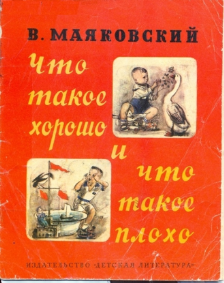 В. МАЯКОВСКИЙ
Что
такое
хорошо
и
что
такое
плохо
ИЗДАТЕЛЬСТВО «ДЕТСКАЯ ЛИТЕРАТУРА»